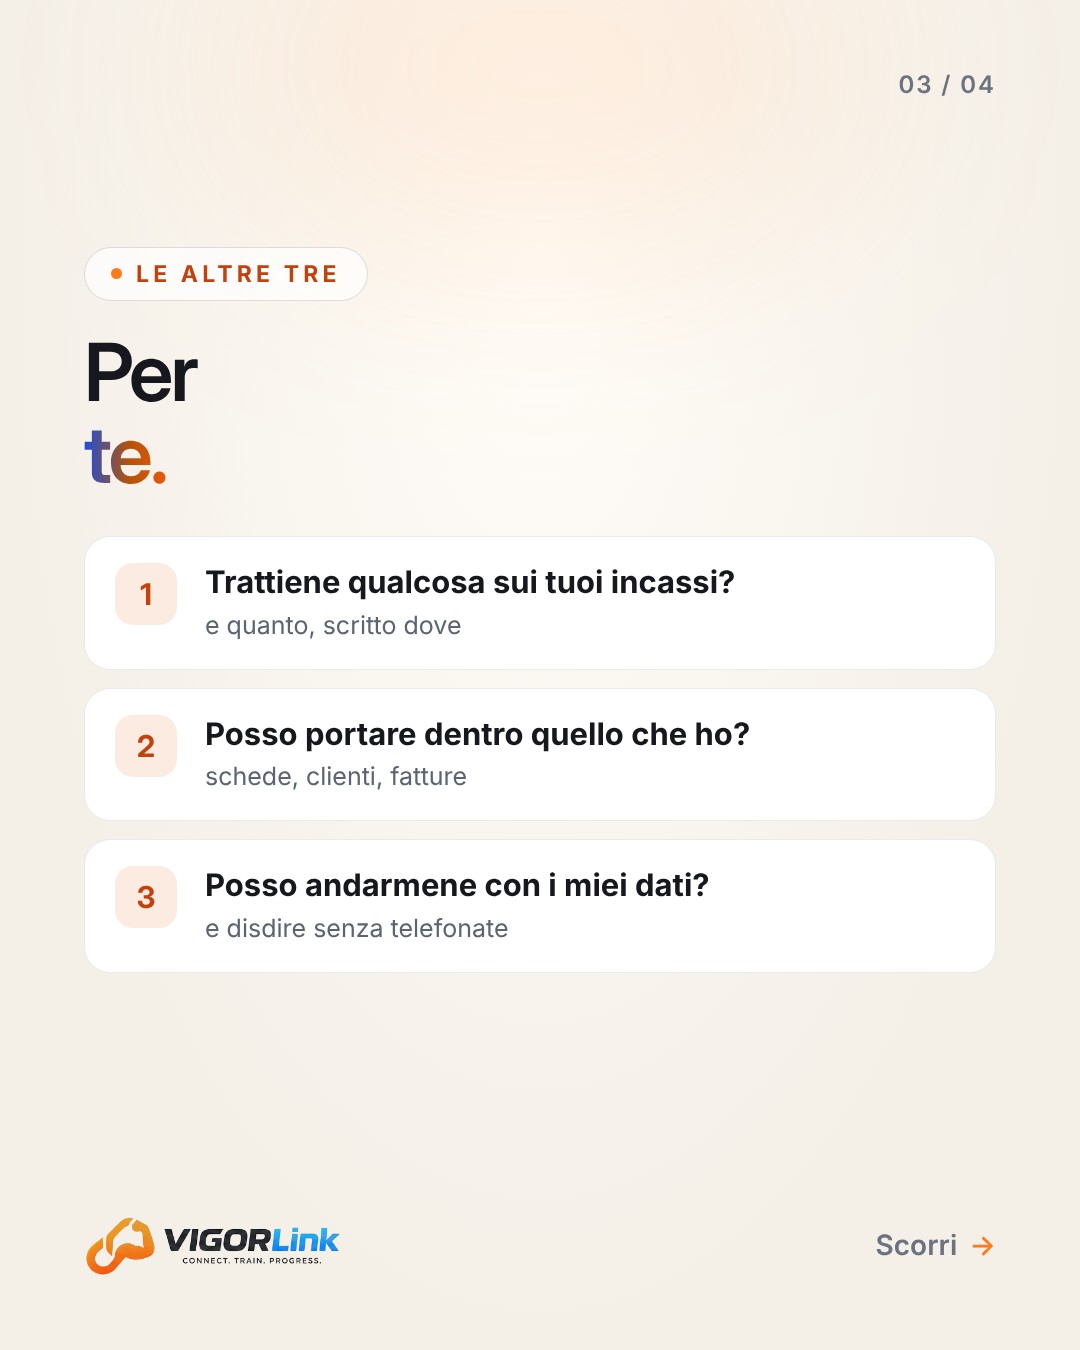 03 / 04
LE ALTRE TRE
Per
te.
1
Trattiene qualcosa sui tuoi incassi?
e quanto, scritto dove
2
Posso portare dentro quello che ho?
schede, clienti, fatture
3
Posso andarmene con i miei dati?
e disdire senza telefonate
VIGORLink
CONNECT. TRAIN. PROGRESS.
Scorri →